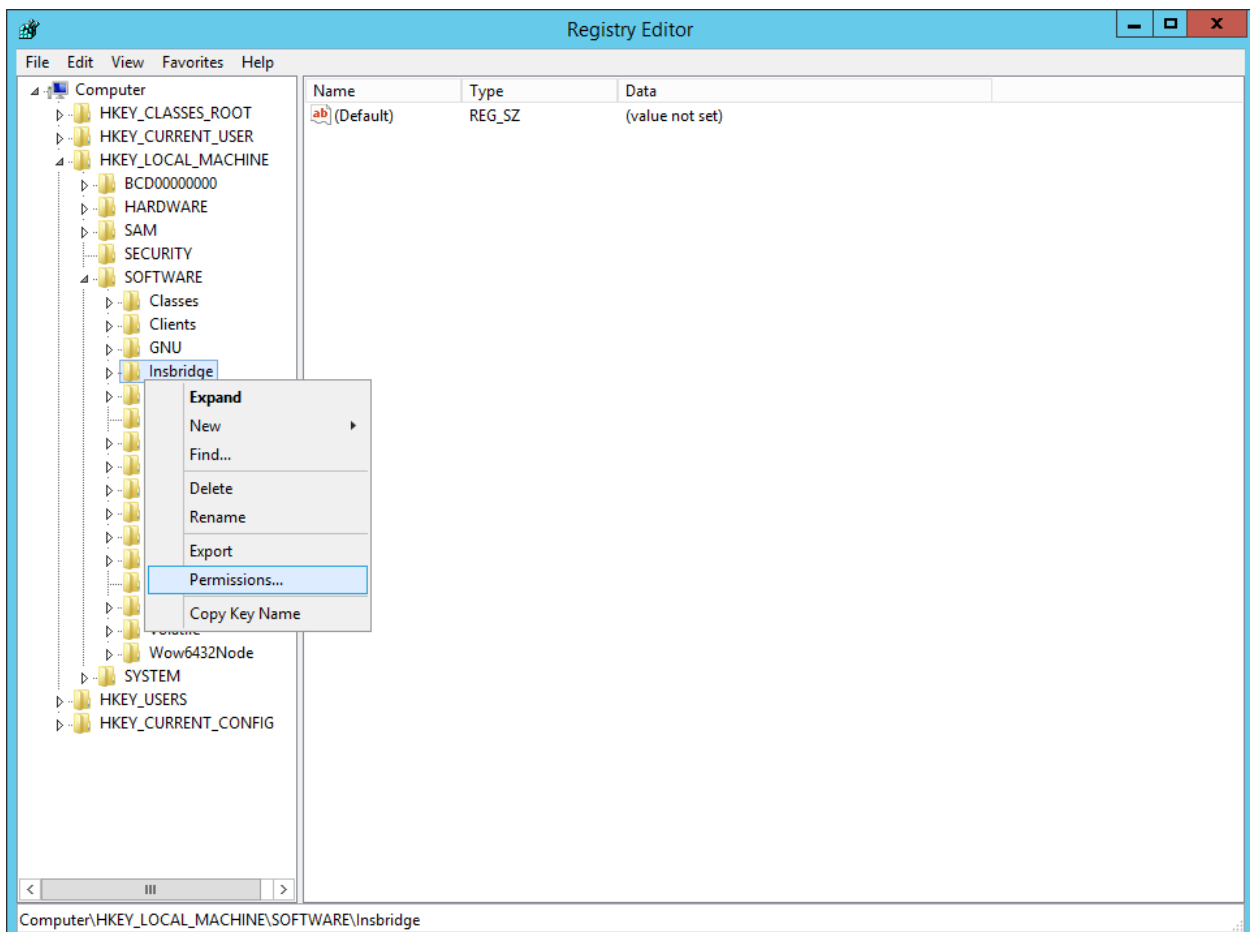 Registry Editor
File Edit View Favorites Help
Computer
HKEY_CLASSES_ROOT
HKEY_CURRENT_USER
HKEY_LOCAL_MACHINE
BCD00000000
HARDWARE
SAM
SECURITY
SOFTWARE
Classes
Clients
GNU
Insbridge
Expand
New
Find...
Delete
Rename
Export
Permissions...
Copy Key Name
Volatile
Wow6432Node
SYSTEM
HKEY_USERS
HKEY_CURRENT_CONFIG
Name Type Data
ab (Default) REG_SZ (value not set)
Computer\HKEY_LOCAL_MACHINE\SOFTWARE\Insbridge